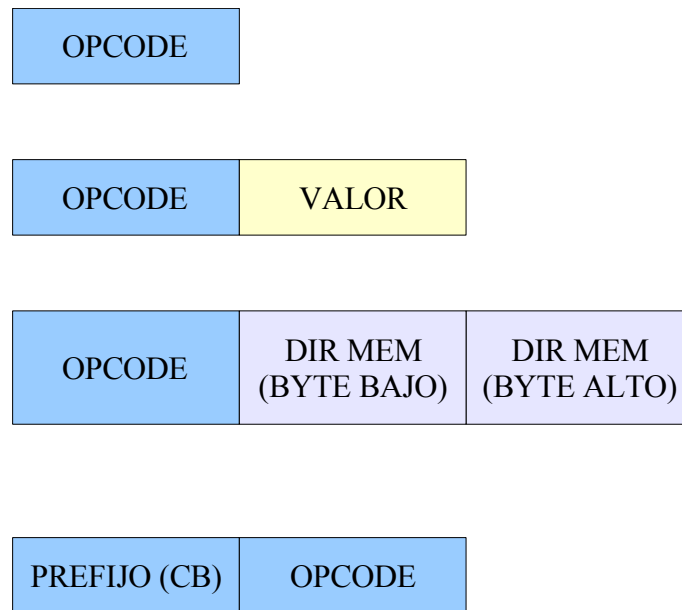 OPCODE
OPCODE VALOR
OPCODE
DIR MEM
(BYTE BAJO)
DIR MEM
(BYTE ALTO)
PREFIJO (CB) OPCODE